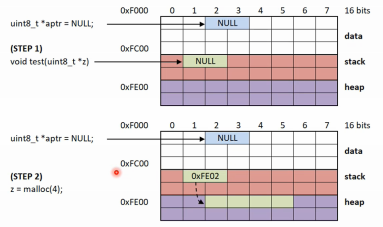 0xF000 0 1 2 3 4 5 6 7 16 bits
uint8_t *aptr = NULL; NULL
data
(STEP 1) 0xFC00
void test(uint8_t *z) NULL stack
0xFE00 heap
0xF000 0 1 2 3 4 5 6 7 16 bits
uint8_t *aptr = NULL; NULL
data
0xFC00
(STEP 2) 0xFE02 stack
z = malloc(4);
0xFE00 heap